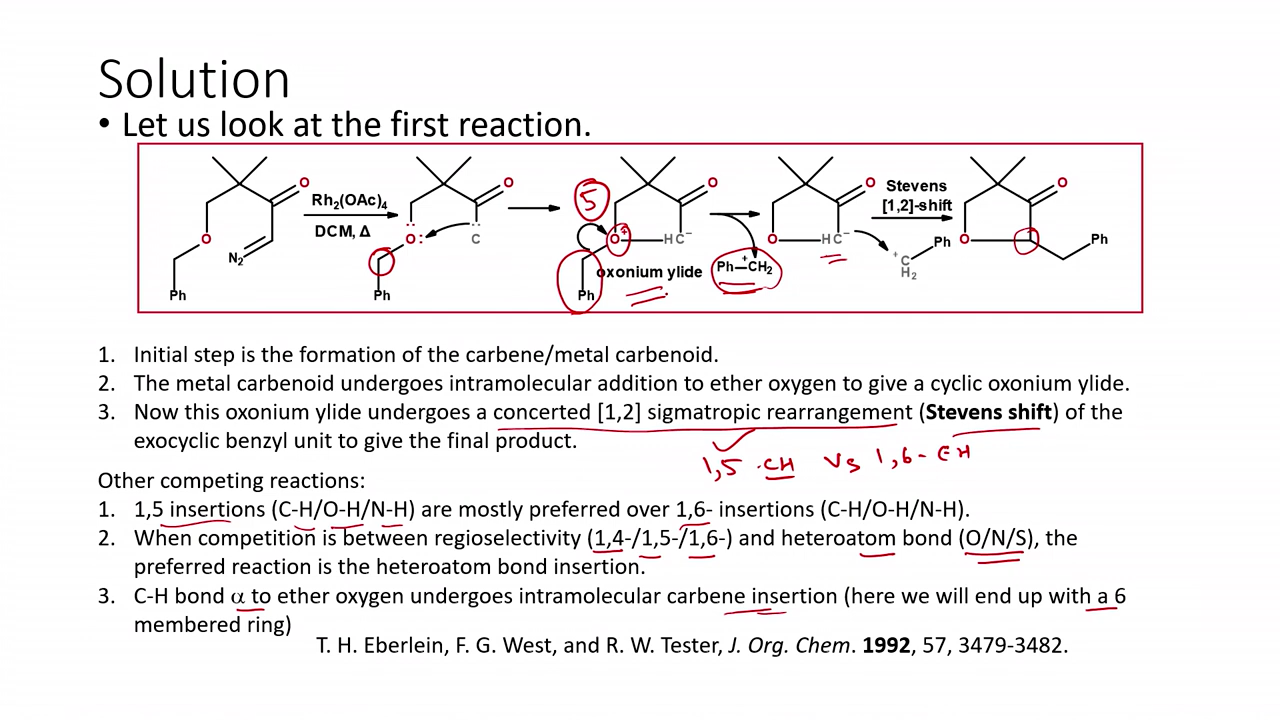 Solution
• Let us look at the first reaction.
O O O O O
Rh₂(OAc)₄
Stevens
[1,2]-shift
5
DCM, Δ
O O: C O⁺ HC⁻ O HC⁻ Ph O Ph
N₂ oxonium ylide Ph–⁺CH₂ ⁺C
H₂
Ph Ph Ph
1. Initial step is the formation of the carbene/metal carbenoid.
2. The metal carbenoid undergoes intramolecular addition to ether oxygen to give a cyclic oxonium ylide.
3. Now this oxonium ylide undergoes a concerted [1,2] sigmatropic rearrangement (Stevens shift) of the
exocyclic benzyl unit to give the final product.
1,5 -CH Vs 1,6- CH
Other competing reactions:
1. 1,5 insertions (C-H/O-H/N-H) are mostly preferred over 1,6- insertions (C-H/O-H/N-H).
2. When competition is between regioselectivity (1,4-/1,5-/1,6-) and heteroatom bond (O/N/S), the
preferred reaction is the heteroatom bond insertion.
3. C-H bond α to ether oxygen undergoes intramolecular carbene insertion (here we will end up with a 6
membered ring)
T. H. Eberlein, F. G. West, and R. W. Tester, J. Org. Chem. 1992, 57, 3479-3482.